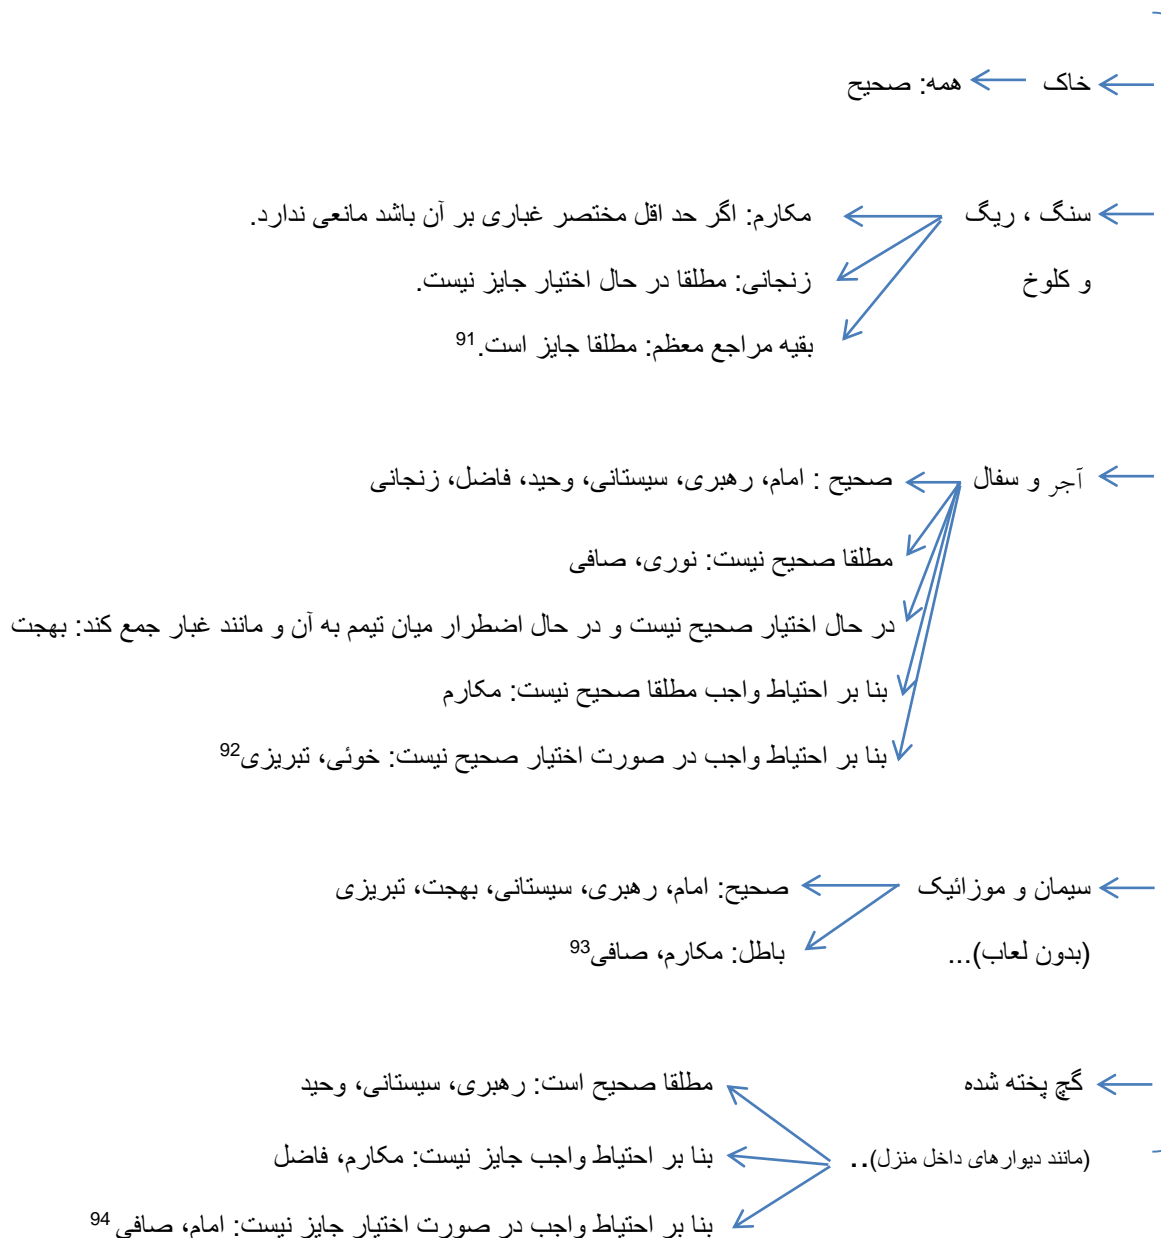 خاک همه: صحیح
سنگ ، ریگ مکارم: اگر حد اقل مختصر غباری بر آن باشد مانعی ندارد.
و کلوخ زنجانی: مطلقا در حال اختیار جایز نیست.
بقیه مراجع معظم: مطلقا جایز است.91
آجر و سفال صحیح : امام، رهبری، سیستانی، وحید، فاضل، زنجانی
مطلقا صحیح نیست: نوری، صافی
در حال اختیار صحیح نیست و در حال اضطرار میان تیمم به آن و مانند غبار جمع کند: بهجت
بنا بر احتیاط واجب مطلقا صحیح نیست: مکارم
بنا بر احتیاط واجب در صورت اختیار صحیح نیست: خوئی، تبریزی92
سیمان و موزائیک صحیح: امام، رهبری، سیستانی، بهجت، تبریزی
(بدون لعاب)... باطل: مکارم، صافی93
گچ پخته شده مطلقا صحیح است: رهبری، سیستانی، وحید
(مانند دیوارهای داخل منزل).. بنا بر احتیاط واجب جایز نیست: مکارم، فاضل
بنا بر احتیاط واجب در صورت اختیار جایز نیست: امام، صافی94